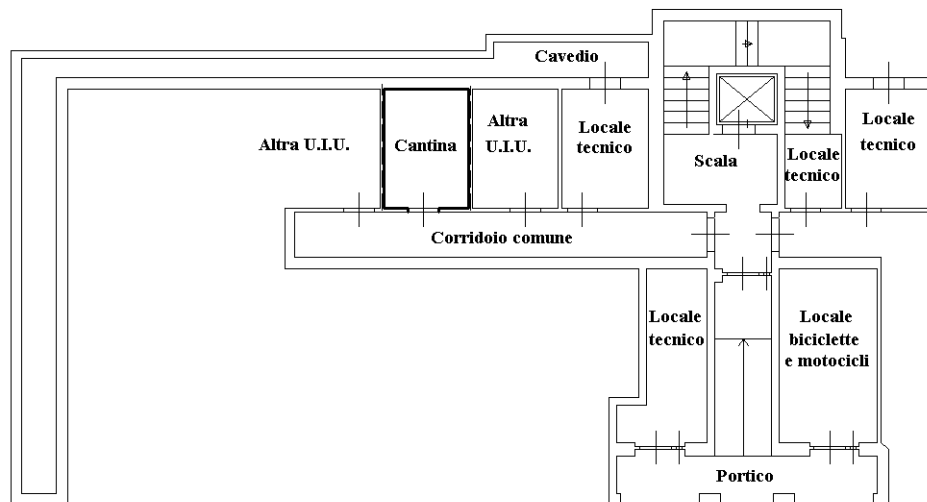 Cavedio
Altra U.I.U.
Cantina
Altra
U.I.U.
Locale
tecnico
Scala
Locale
tecnico
Locale
tecnico
Corridoio comune
Locale
tecnico
Locale
biciclette
e motocicli
Portico